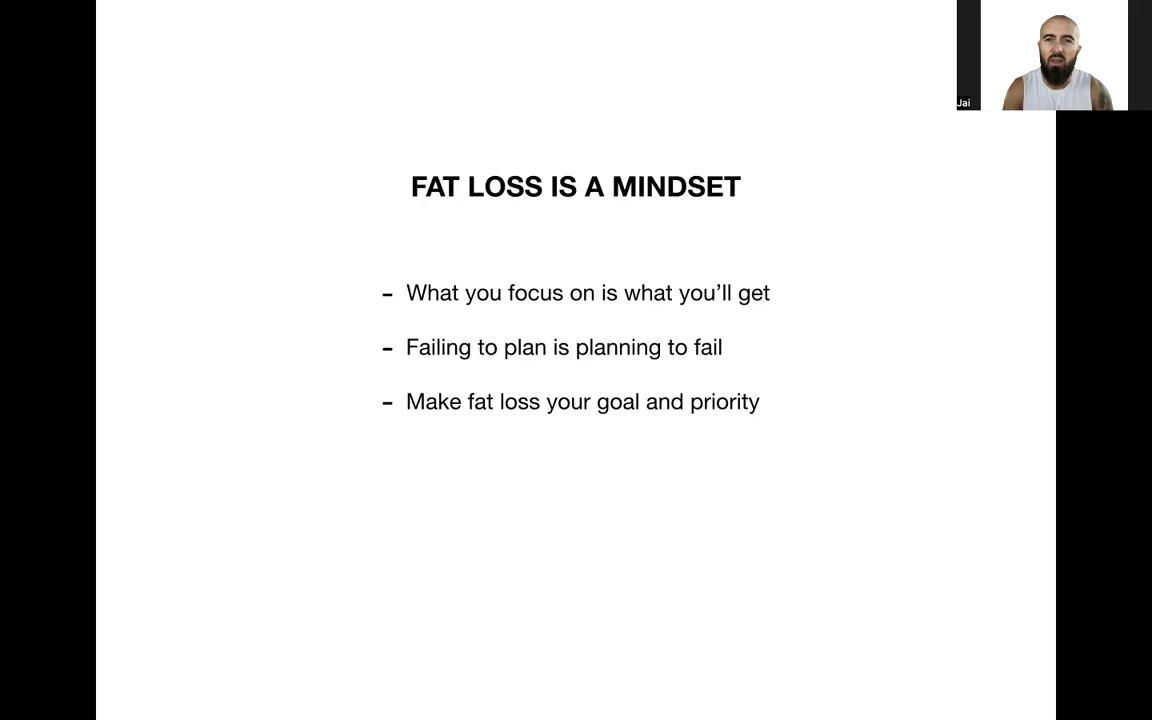 Jai
FAT LOSS IS A MINDSET
- What you focus on is what you’ll get
- Failing to plan is planning to fail
- Make fat loss your goal and priority